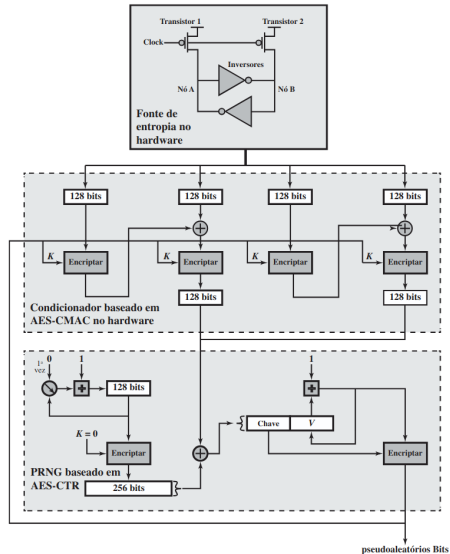 Transistor 1
Transistor 2
Clock
Inversores
Nó A
Nó B
Fonte de
entropia no
hardware
128 bits
128 bits
128 bits
128 bits
K
Encriptar
K
Encriptar
K
Encriptar
K
Encriptar
128 bits
128 bits
Condicionador baseado em
AES-CMAC no hardware
1ª
vez
0
1
1
128 bits
Chave
V
K = 0
Encriptar
Encriptar
PRNG baseado em
AES-CTR
256 bits
pseudoaleatórios Bits